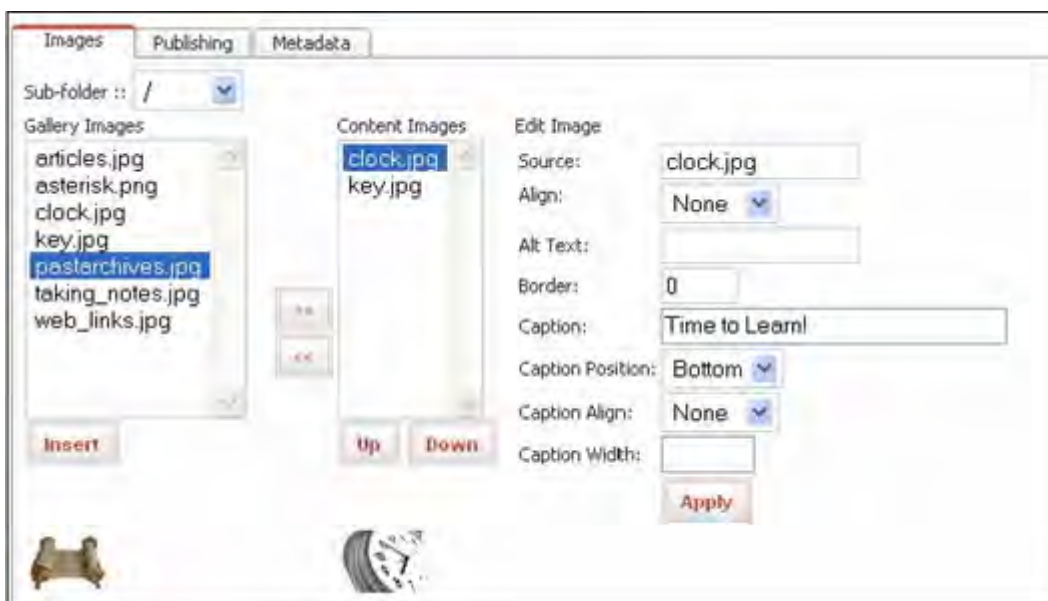 Images Publishing Metadata
Sub-folder :: /
Gallery Images
articles.jpg
asterisk.png
clock.jpg
key.jpg
pastarchives.jpg
taking_notes.jpg
web_links.jpg
Insert
>>
<<
Content Images
clock.jpg
key.jpg
Up Down
Edit Image
Source: clock.jpg
Align: None
Alt Text:
Border: 0
Caption: Time to Learn!
Caption Position: Bottom
Caption Align: None
Caption Width:
Apply